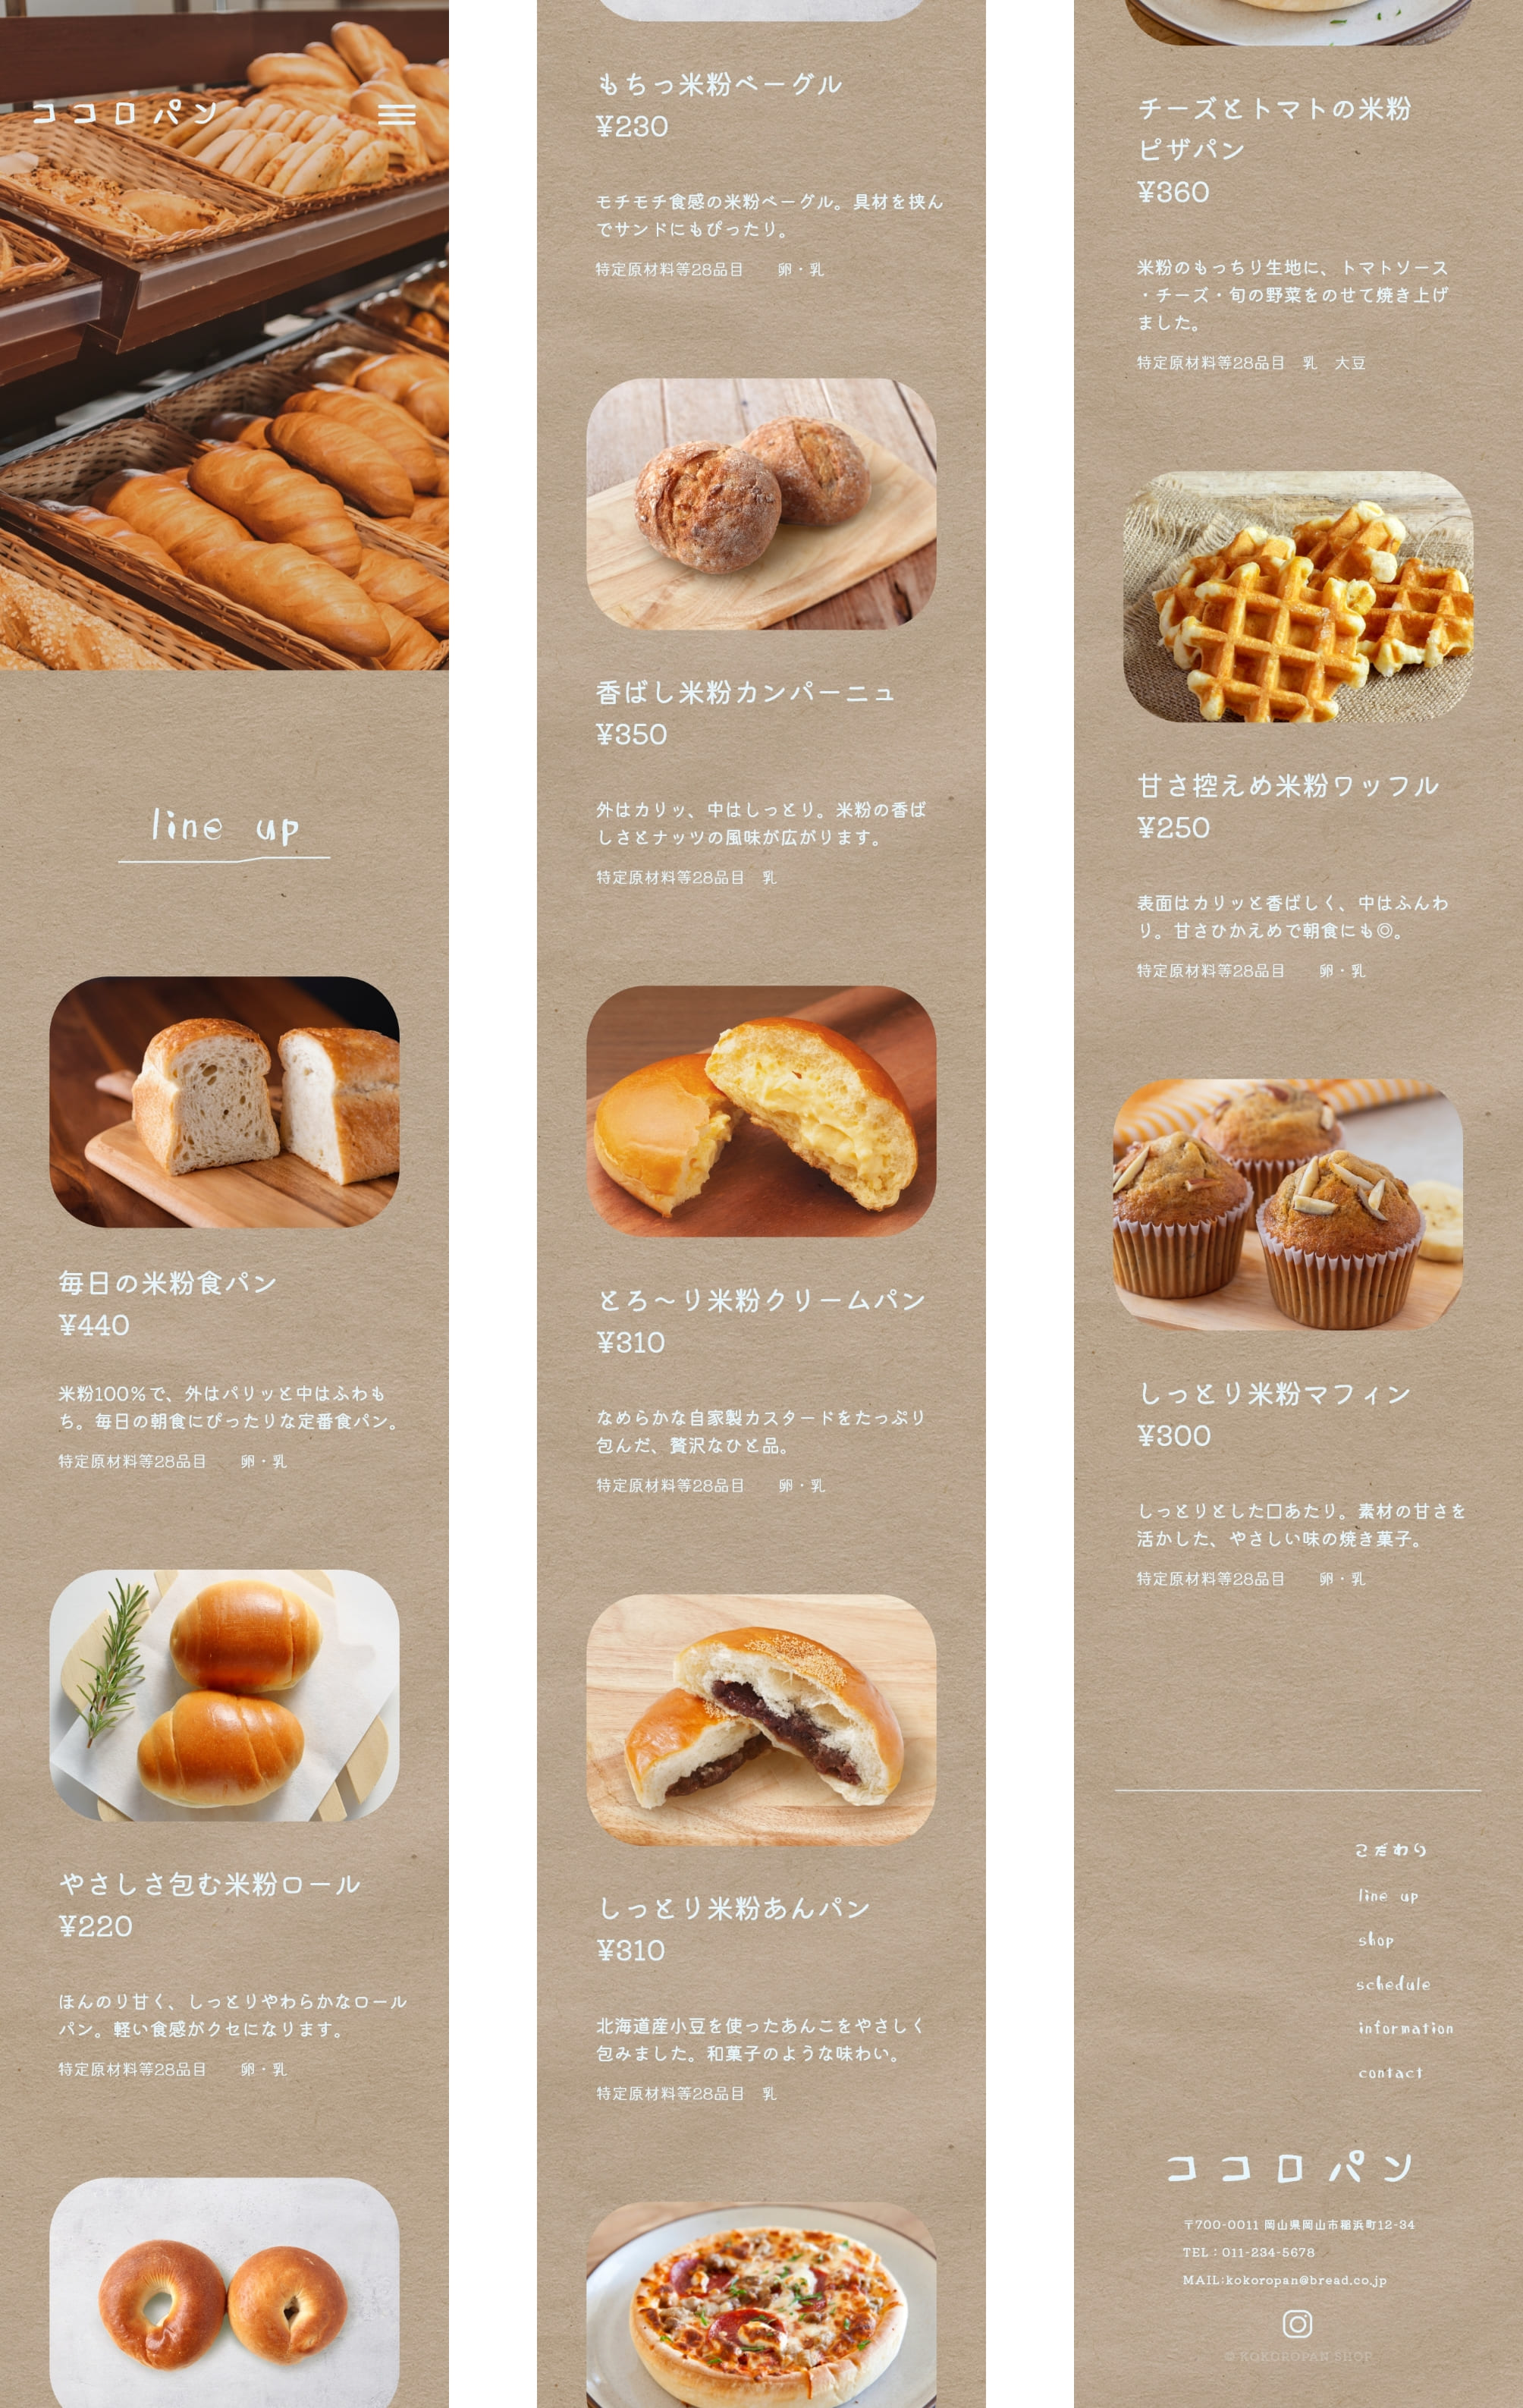 ココロパン
line up
毎日の米粉食パン
¥440
米粉100%で、外はパリッと中はふわも
ち。毎日の朝食にぴったりな定番食パン。
特定原材料等28品目　　卵・乳
やさしさ包む米粉ロール
¥220
ほんのり甘く、しっとりやわらかなロール
パン。軽い食感がクセになります。
特定原材料等28品目　　卵・乳
もちっ米粉ベーグル
¥230
モチモチ食感の米粉ベーグル。具材を挟ん
でサンドにもぴったり。
特定原材料等28品目　　卵・乳
香ばし米粉カンパーニュ
¥350
外はカリッ、中はしっとり。米粉の香ば
しさとナッツの風味が広がります。
特定原材料等28品目　乳
とろ～り米粉クリームパン
¥310
なめらかな自家製カスタードをたっぷり
包んだ、贅沢なひと品。
特定原材料等28品目　　卵・乳
しっとり米粉あんパン
¥310
北海道産小豆を使ったあんこをやさしく
包みました。和菓子のような味わい。
特定原材料等28品目　乳
チーズとトマトの米粉
ピザパン
¥360
米粉のもっちり生地に、トマトソース
・チーズ・旬の野菜をのせて焼き上げ
ました。
特定原材料等28品目　乳　大豆
甘さ控えめ米粉ワッフル
¥250
表面はカリッと香ばしく、中はふんわ
り。甘さひかえめで朝食にも◎。
特定原材料等28品目　　卵・乳
しっとり米粉マフィン
¥300
しっとりとした口あたり。素材の甘さを
活かした、やさしい味の焼き菓子。
特定原材料等28品目　　卵・乳
こだわり
line up
shop
schedule
information
contact
ココロパン
〒700-0011 岡山県岡山市稲浜町12-34
TEL：011-234-5678
MAIL:kokoropan@bread.co.jp
© KOKOROPAN SHOP